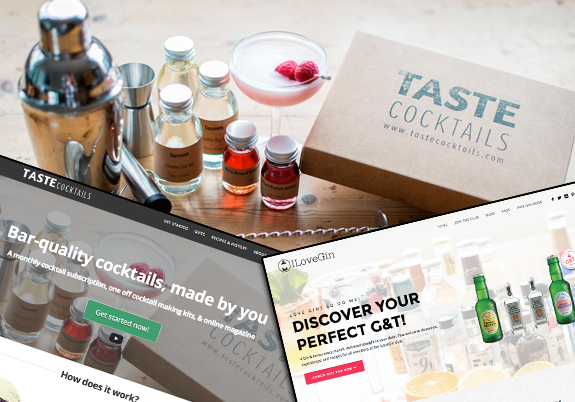 TASTE
COCKTAILS
www.tastecocktails.com
TASTE COCKTAILS
GET STARTED GIFTS RECIPES & HISTORY ABOUT
Bar-quality cocktails, made by you
A monthly cocktail subscription, one off cocktail making kits, & online magazine
Get started now!
How does it work?
ILoveGin
HOME JOIN THE CLUB BLOG FAQS FREE GIN BOOK
LOVE GIN? SO DO WE!
DISCOVER YOUR
PERFECT G&T!
CHECK OUT THE BOX